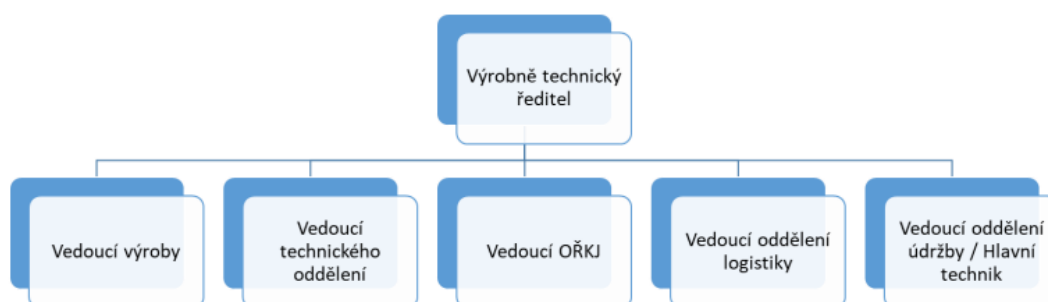 Výrobně technický
ředitel
Vedoucí výroby
Vedoucí
technického
oddělení
Vedoucí OŘKJ
Vedoucí oddělení
logistiky
Vedoucí oddělení
údržby / Hlavní
technik